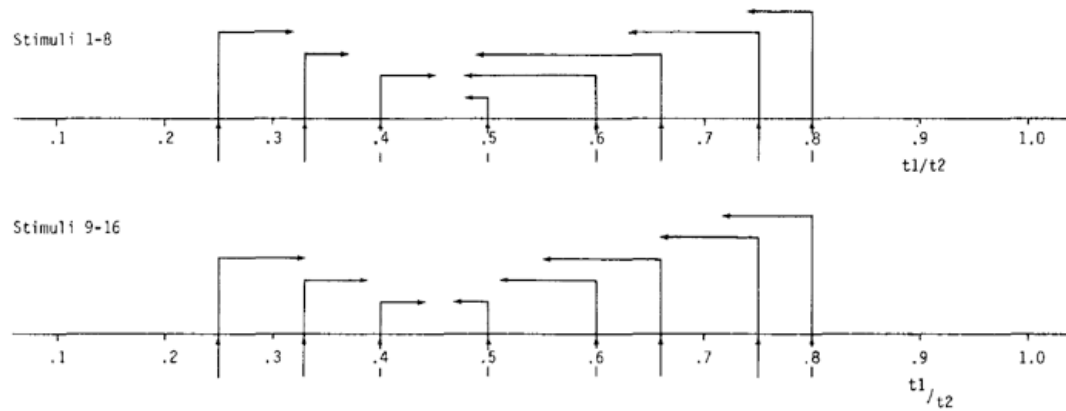 Stimuli 1-8
.1 .2 .3 .4 .5 .6 .7 .8 .9 1.0
t1/t2
Stimuli 9-16
.1 .2 .3 .4 .5 .6 .7 .8 .9 1.0
t1/t2